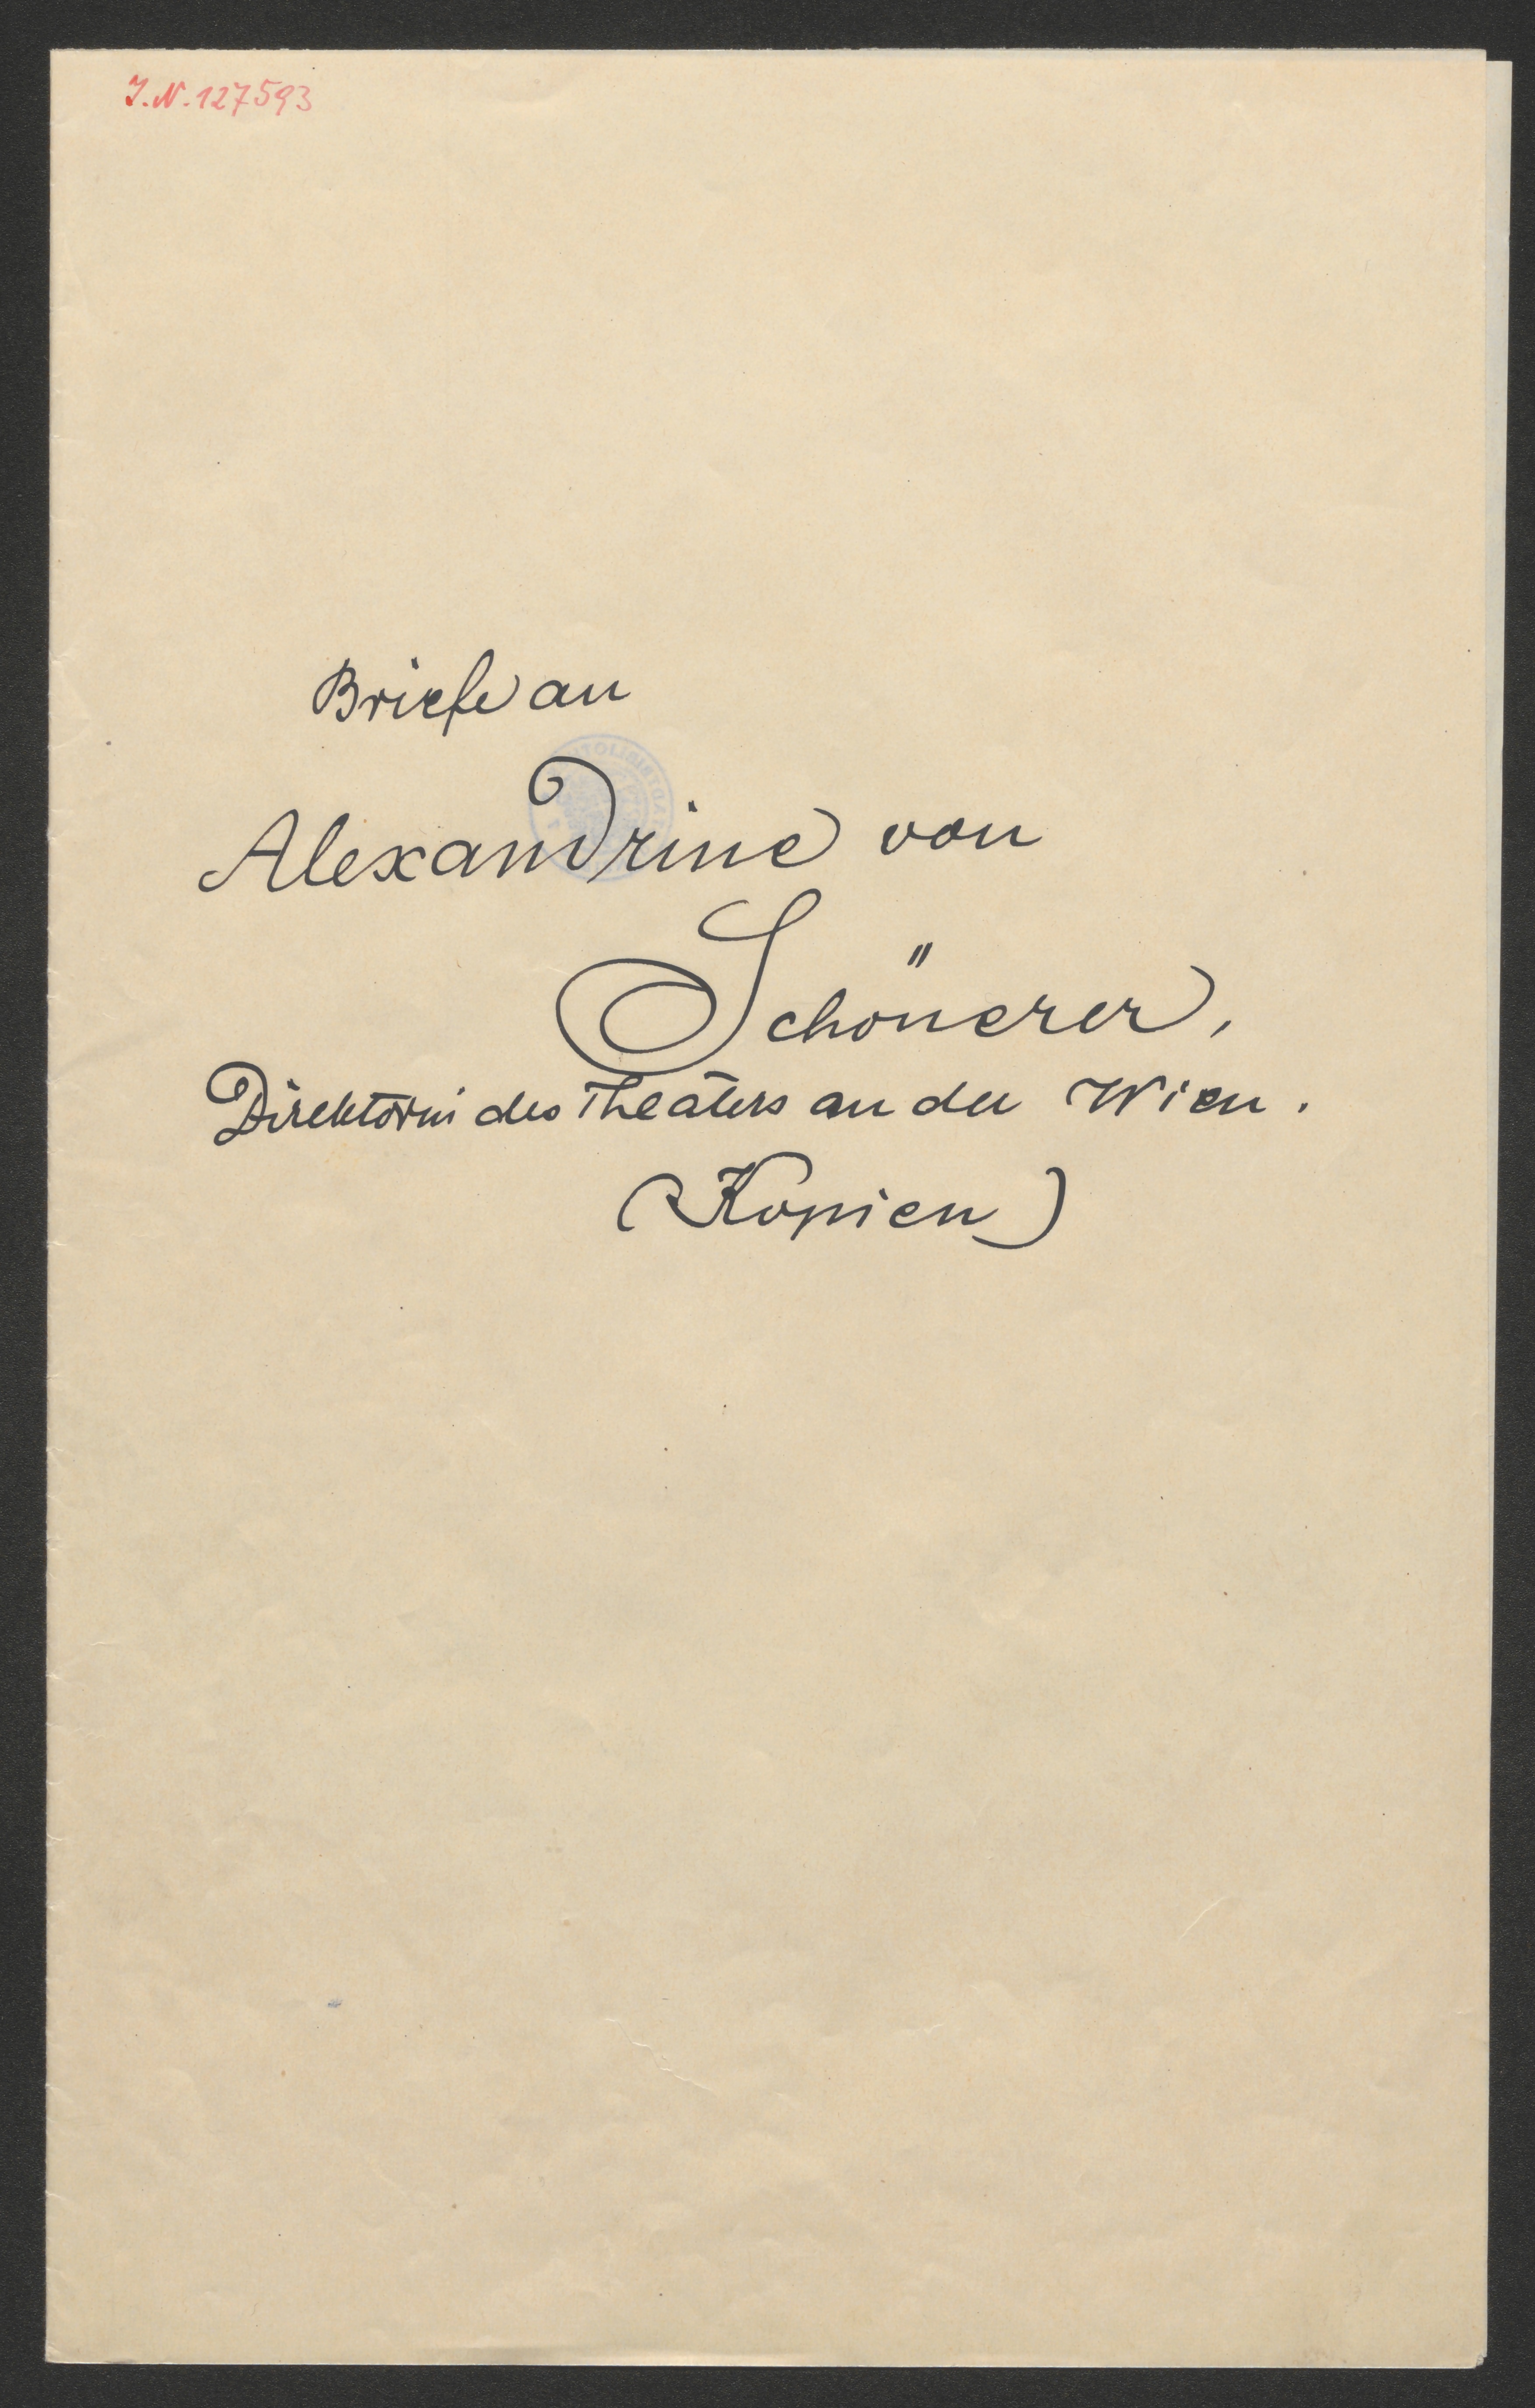 J.N.127593
Briefe an
Alexandrine von
Schönerer,
Direktorin des Theaters an der Wien.
(Kopien)